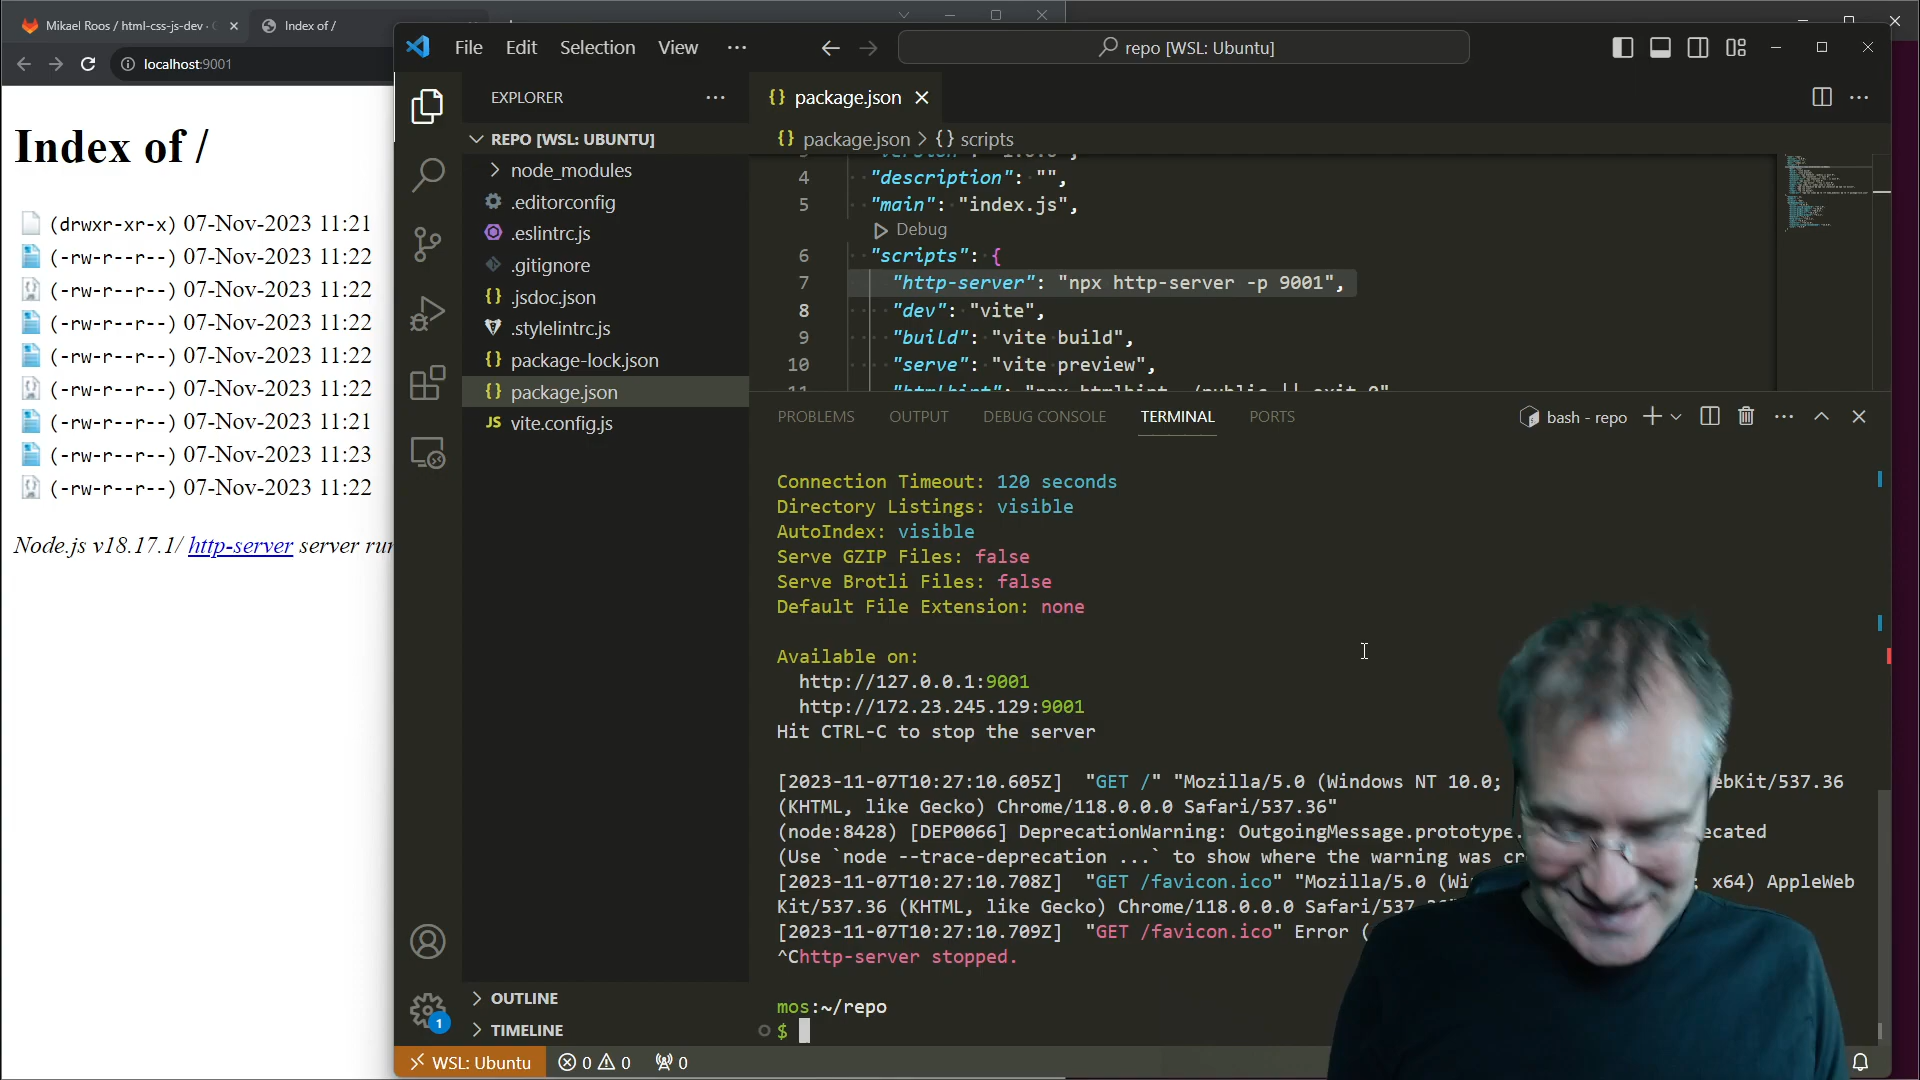 Mikael Roos / html-css-js-dev ·
Index of /
localhost:9001
Index of /
(drwxr-xr-x) 07-Nov-2023 11:21
(-rw-r--r--) 07-Nov-2023 11:22
(-rw-r--r--) 07-Nov-2023 11:22
(-rw-r--r--) 07-Nov-2023 11:22
(-rw-r--r--) 07-Nov-2023 11:22
(-rw-r--r--) 07-Nov-2023 11:22
(-rw-r--r--) 07-Nov-2023 11:21
(-rw-r--r--) 07-Nov-2023 11:23
(-rw-r--r--) 07-Nov-2023 11:22
Node.js v18.17.1/ http-server server
File Edit Selection View ···
repo [WSL: Ubuntu]
EXPLORER
REPO [WSL: UBUNTU]
node_modules
.editorconfig
.eslintrc.js
.gitignore
.jsdoc.json
.stylelintrc.js
package-lock.json
package.json
vite.config.js
OUTLINE
TIMELINE
package.json
package.json > {} scripts
4 "description": "",
5 "main": "index.js",
Debug
6 "scripts": {
7 "http-server": "npx http-server -p 9001",
8 "dev": "vite",
9 "build": "vite build",
10 "serve": "vite preview",
PROBLEMS OUTPUT DEBUG CONSOLE TERMINAL PORTS
bash - repo
Connection Timeout: 120 seconds
Directory Listings: visible
AutoIndex: visible
Serve GZIP Files: false
Serve Brotli Files: false
Default File Extension: none
Available on:
http://127.0.0.1:9001
http://172.23.245.129:9001
Hit CTRL-C to stop the server
[2023-11-07T10:27:10.605Z] "GET /" "Mozilla/5.0 (Windows NT 10.0; ebKit/537.36
(KHTML, like Gecko) Chrome/118.0.0.0 Safari/537.36"
(node:8428) [DEP0066] DeprecationWarning: OutgoingMessage.prototype. ecated
(Use `node --trace-deprecation ...` to show where the warning was
[2023-11-07T10:27:10.708Z] "GET /favicon.ico" "Mozilla/5.0 ; x64) AppleWeb
Kit/537.36 (KHTML, like Gecko) Chrome/118.0.0.0
[2023-11-07T10:27:10.709Z] "GET /favicon.ico" Error (
^Chttp-server stopped.
mos:~/repo
$
1
WSL: Ubuntu
0 0
0